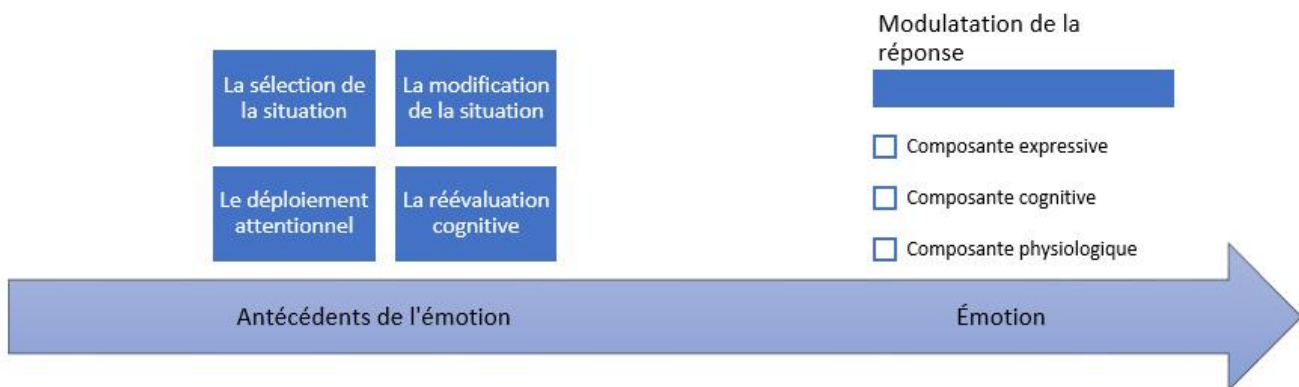 La sélection de
la situation
La modification
de la situation
Le déploiement
attentionnel
La réévaluation
cognitive
Modulatation de la
réponse
Composante expressive
Composante cognitive
Composante physiologique
Antécédents de l'émotion
Émotion